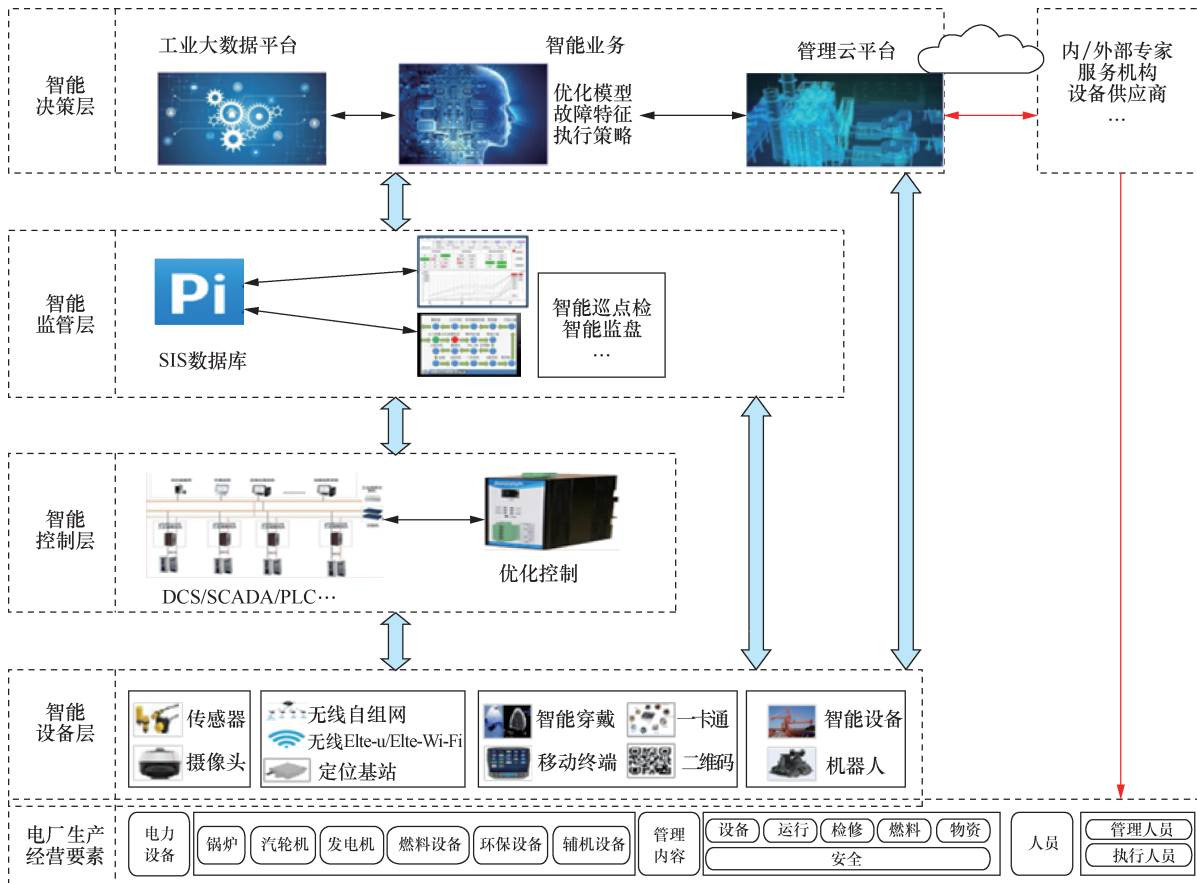 工业大数据平台
智能业务
管理云平台
智能
决策层
优化模型
故障特征
执行策略
内/外部专家
服务机构
设备供应商
…
智能
监管层
Pi
SIS数据库
智能巡点检
智能监盘
…
智能
控制层
DCS/SCADA/PLC…
优化控制
智能
设备层
传感器
摄像头
无线自组网
无线Elte-u/Elte-Wi-Fi
定位基站
智能穿戴
一卡通
移动终端
二维码
智能设备
机器人
电厂生产
经营要素
电力
设备
锅炉
汽轮机
发电机
燃料设备
环保设备
辅机设备
管理
内容
设备
运行
检修
燃料
物资
安全
人员
管理人员
执行人员